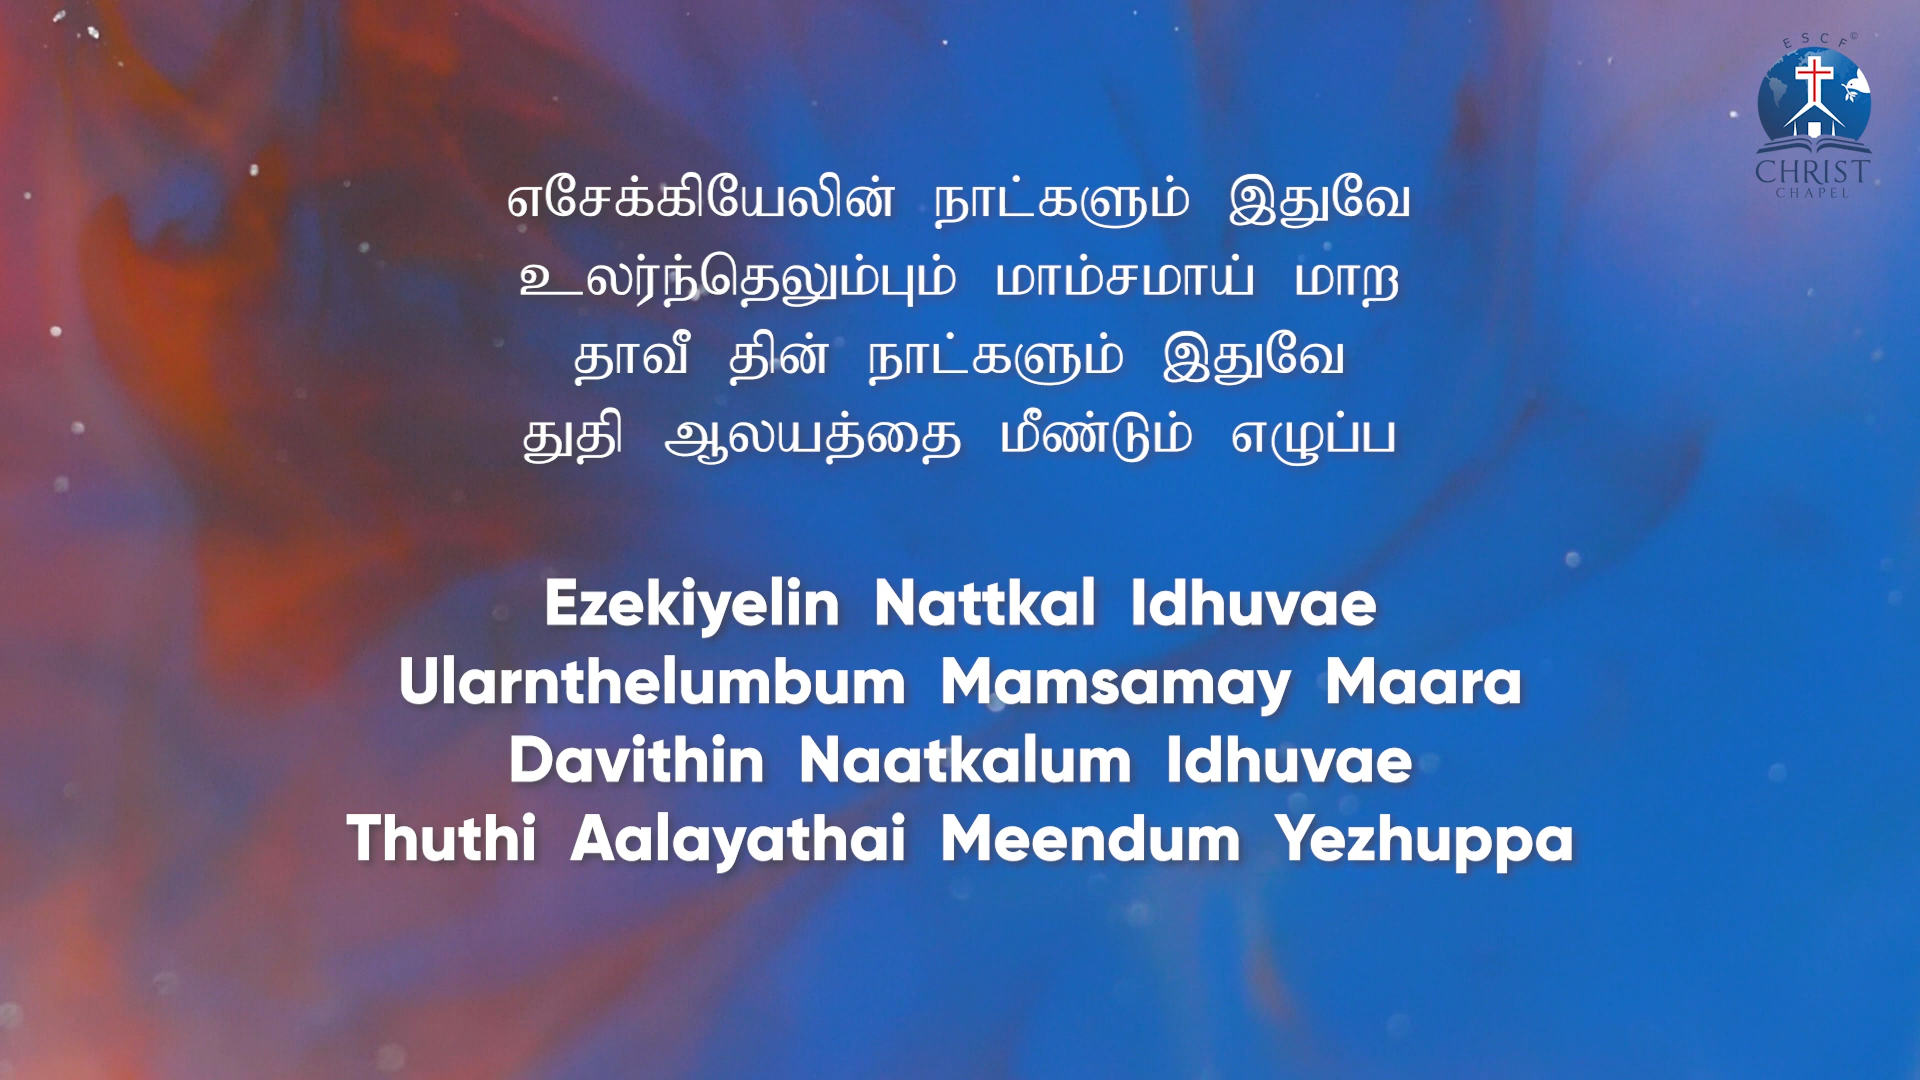 ESCF©
CHRIST
CHAPEL
எசேக்கியேலின் நாட்களும் இதுவே
உலர்ந்தெலும்பும் மாம்சமாய் மாற
தாவீ தின் நாட்களும் இதுவே
துதி ஆலயத்தை மீண்டும் எழுப்ப
Ezekiyelin Nattkal Idhuvae
Ularnthelumbum Mamsamay Maara
Davithin Naatkalum Idhuvae
Thuthi Aalayathai Meendum Yezhuppa